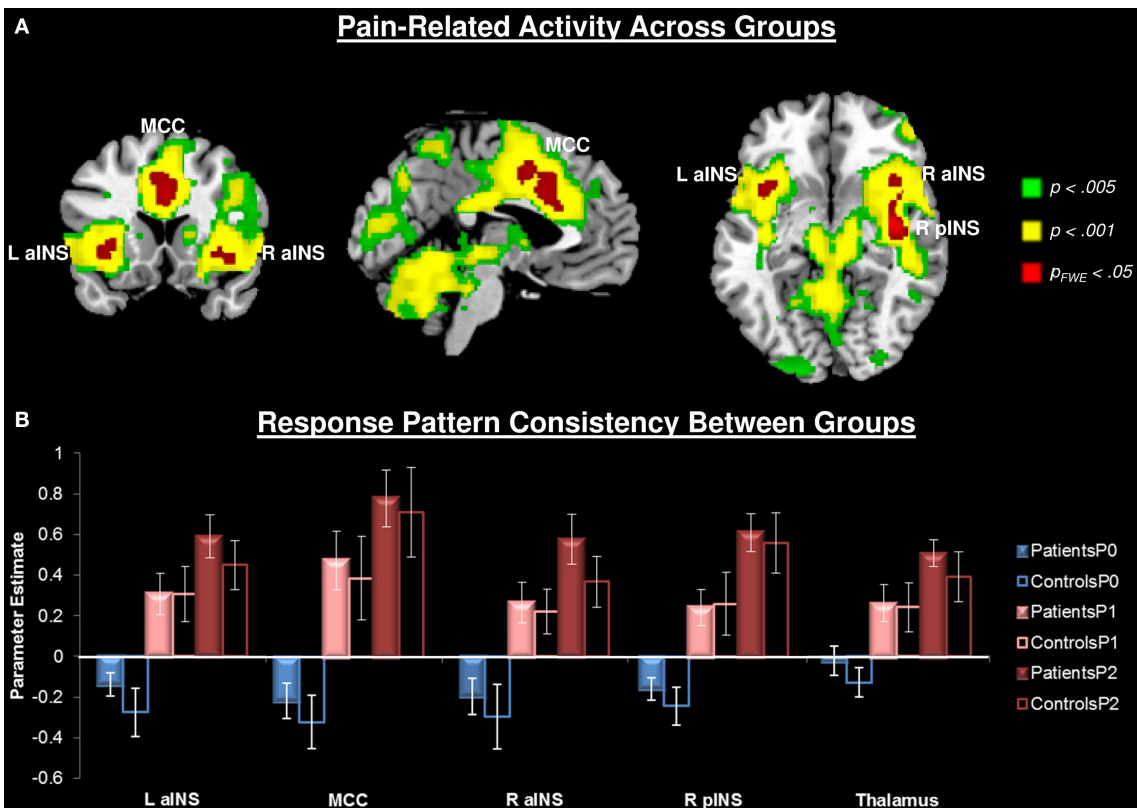 A
Pain-Related Activity Across Groups
MCC
L aINS
R aINS
MCC
L aINS
R aINS
R pINS
p < .005
p < .001
pFWE < .05
B
Response Pattern Consistency Between Groups
Parameter Estimate
1
0.8
0.6
0.4
0.2
0
-0.2
-0.4
-0.6
L aINS
MCC
R aINS
R pINS
Thalamus
PatientsP0
ControlsP0
PatientsP1
ControlsP1
PatientsP2
ControlsP2